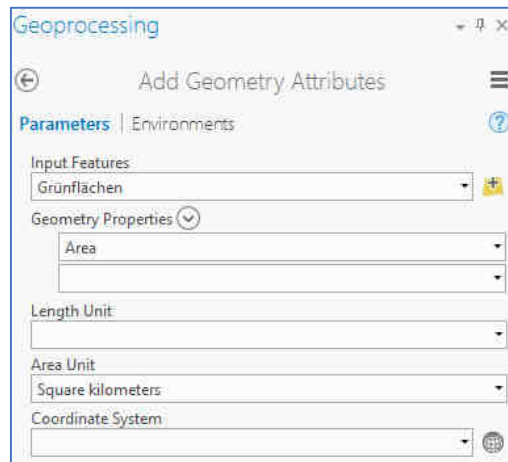 Geoprocessing
Add Geometry Attributes
Parameters | Environments
Input Features
Grünflächen
Geometry Properties
Area
Length Unit
Area Unit
Square kilometers
Coordinate System